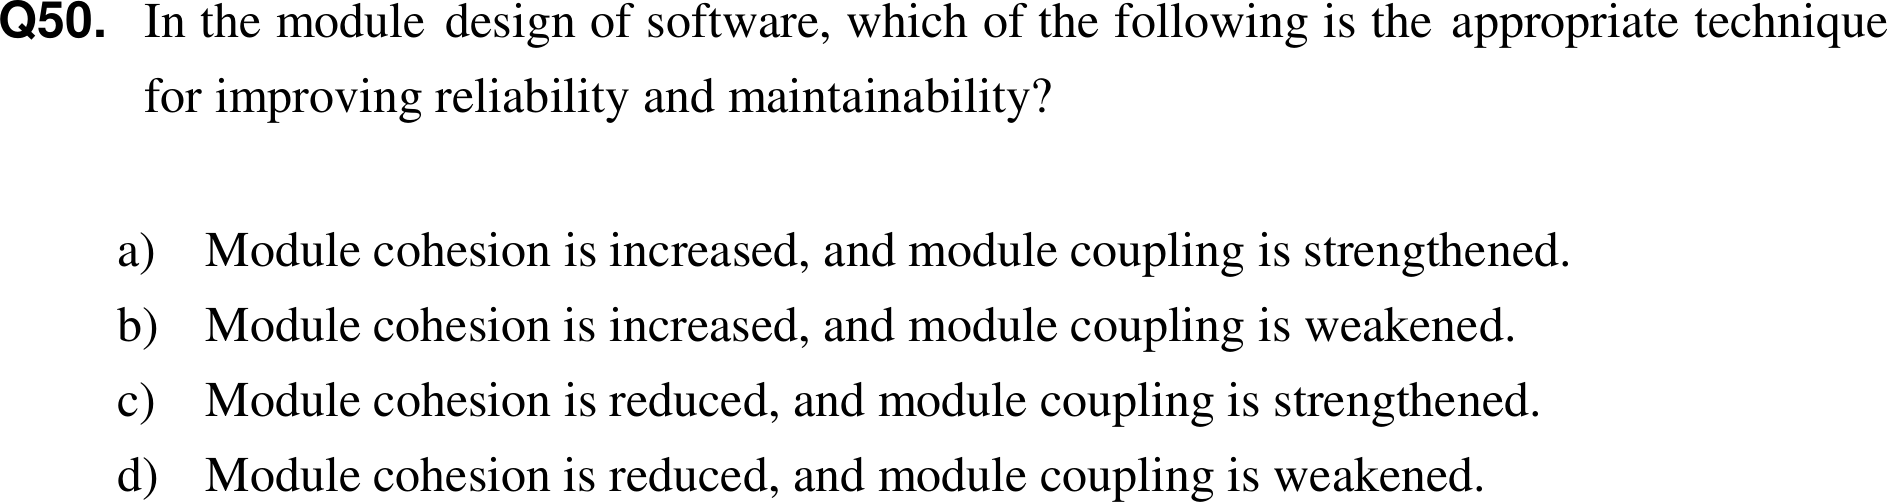 Q50. In the module design of software, which of the following is the appropriate technique
for improving reliability and maintainability?
a) Module cohesion is increased, and module coupling is strengthened.
b) Module cohesion is increased, and module coupling is weakened.
c) Module cohesion is reduced, and module coupling is strengthened.
d) Module cohesion is reduced, and module coupling is weakened.